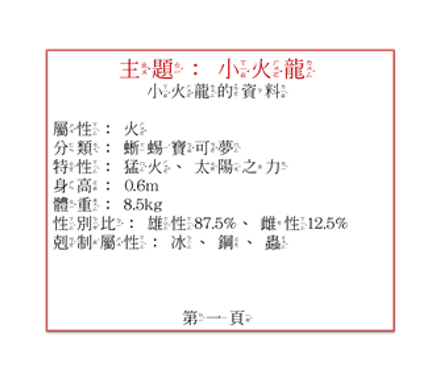 主題：小火龍
小火龍的資料
屬性：火
分類：蜥蜴寶可夢
特性：猛火、太陽之力
身高：0.6m
體重：8.5kg
性別比：雄性87.5%、雌性12.5%
剋制屬性：冰、鋼、蟲
第一頁